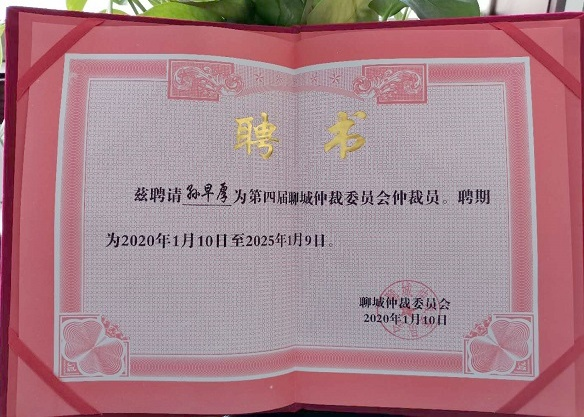 聘书
兹聘请孙早厚为第四届聊城仲裁委员会仲裁员。聘期
为2020年1月10日至2025年1月9日。
聊城仲裁委员会
2020年1月10日